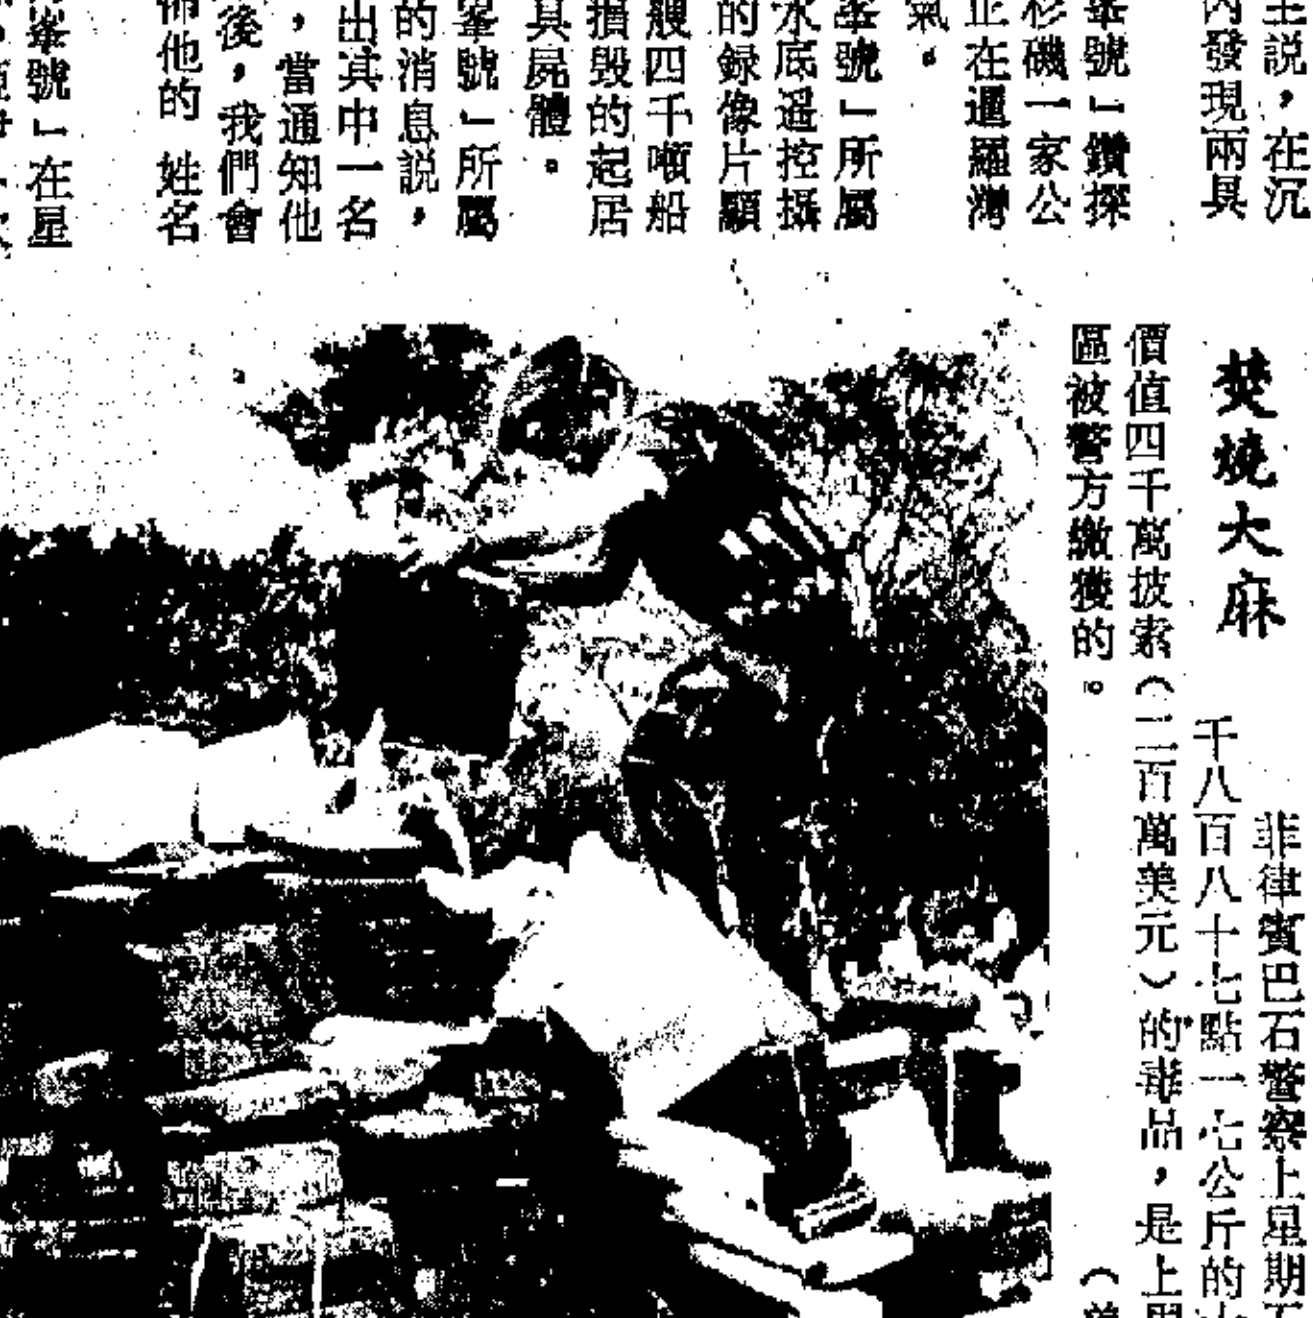 主説，在沉
内發現兩具
峯號」鑽探
杉磯一家公
正在暹羅灣
氣。
峯號」所屬
水底遥控攝
的録像片顯
艘四千噸船
損毀的起居
具屍體。
峯號」所屬
的消息説，
出其中一名
，當通知他
後，我們會
佈他的姓名
峯號」在星
焚燒大麻
菲律賓巴石警察上星期
千八百八十七點一七公斤的
價值四千萬披索（二百萬美元）的毒品，是上
區被警方繳獲的。